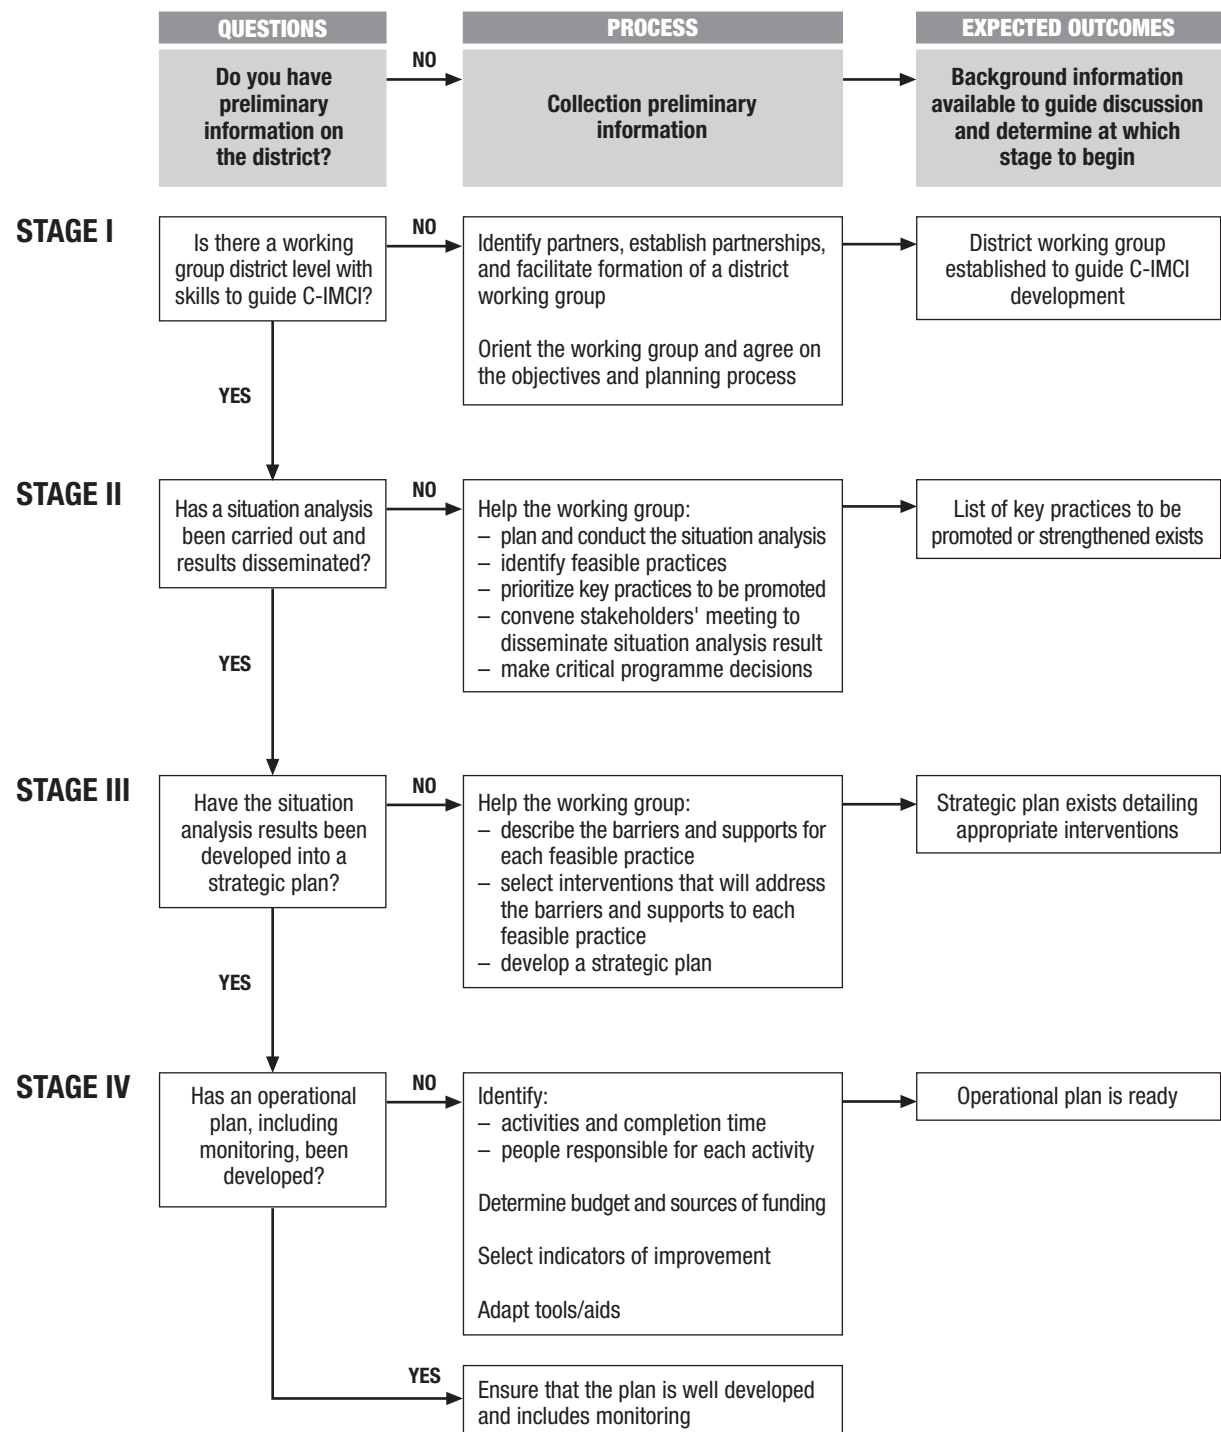 QUESTIONS
PROCESS
EXPECTED OUTCOMES
Do you have
preliminary
information on
the district?
NO
Collection preliminary
information
Background information
available to guide discussion
and determine at which
stage to begin
STAGE I
Is there a working
group district level with
skills to guide C-IMCI?
NO
Identify partners, establish partnerships,
and facilitate formation of a district
working group
Orient the working group and agree on
the objectives and planning process
District working group
established to guide C-IMCI
development
YES
STAGE II
Has a situation analysis
been carried out and
results disseminated?
NO
Help the working group:
– plan and conduct the situation analysis
– identify feasible practices
– prioritize key practices to be promoted
– convene stakeholders' meeting to
disseminate situation analysis result
– make critical programme decisions
List of key practices to be
promoted or strengthened exists
YES
STAGE III
Have the situation
analysis results been
developed into a
strategic plan?
NO
Help the working group:
– describe the barriers and supports for
each feasible practice
– select interventions that will address
the barriers and supports to each
feasible practice
– develop a strategic plan
Strategic plan exists detailing
appropriate interventions
YES
STAGE IV
Has an operational
plan, including
monitoring, been
developed?
NO
Identify:
– activities and completion time
– people responsible for each activity
Determine budget and sources of funding
Select indicators of improvement
Adapt tools/aids
Operational plan is ready
YES
Ensure that the plan is well developed
and includes monitoring